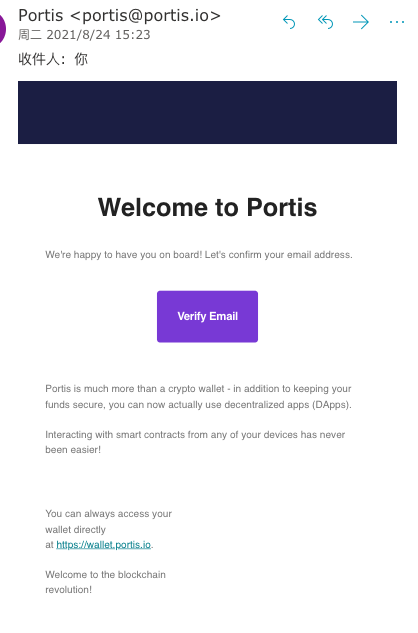 Portis <portis@portis.io>
周二 2021/8/24 15:23
收件人：你
Welcome to Portis
We're happy to have you on board! Let's confirm your email address.
Verify Email
Portis is much more than a crypto wallet - in addition to keeping your
funds secure, you can now actually use decentralized apps (DApps).
Interacting with smart contracts from any of your devices has never
been easier!
You can always access your
wallet directly
at https://wallet.portis.io.
Welcome to the blockchain
revolution!